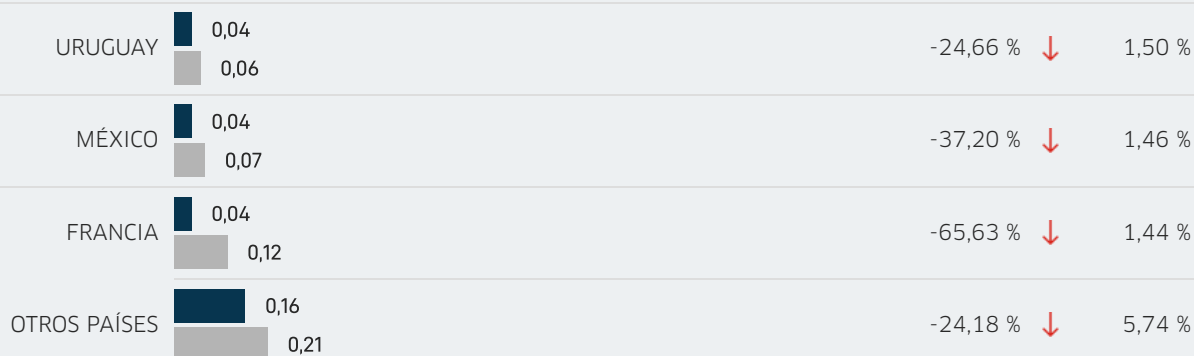 0,04
URUGUAY -24,66 % ↓ 1,50 %
0,06
0,04
MÉXICO -37,20 % ↓ 1,46 %
0,07
0,04
FRANCIA -65,63 % ↓ 1,44 %
0,12
0,16
OTROS PAÍSES -24,18 % ↓ 5,74 %
0,21